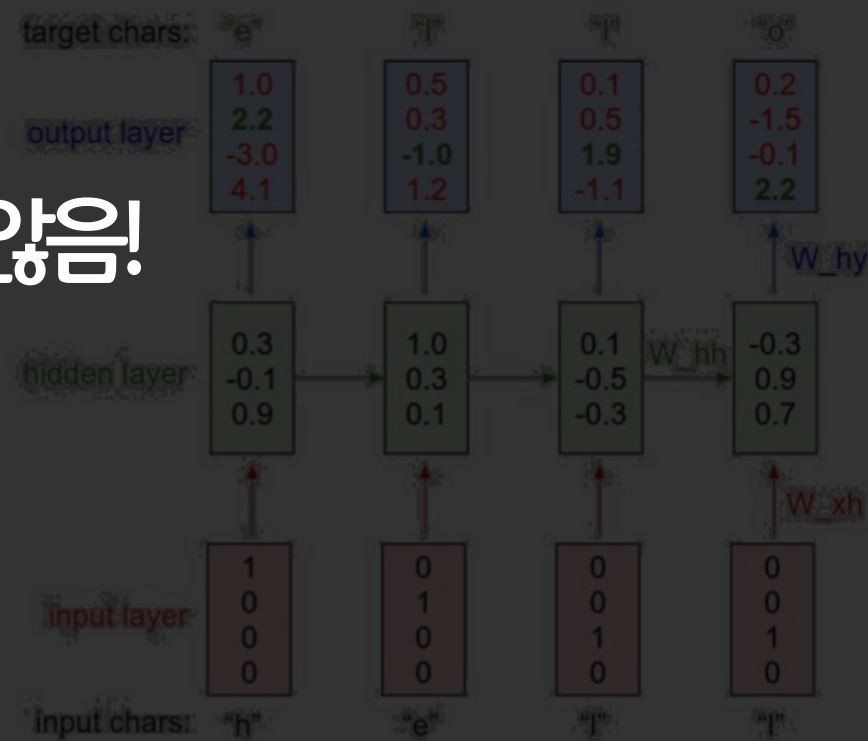 target chars: "e" "l" "l" "o"
1.0 0.5 0.1 0.2
2.2 0.3 0.5 -1.5
-3.0 -1.0 1.9 -0.1
4.1 1.2 -1.1 2.2
output layer
않음!
W_hy
0.3 1.0 0.1 -0.3
-0.1 0.3 -0.5 0.9
0.9 0.1 -0.3 0.7
hidden layer
W_hh
W_xh
1 0 0 0
0 1 0 0
0 0 1 1
0 0 0 0
input layer
input chars: "h" "e" "l" "l"